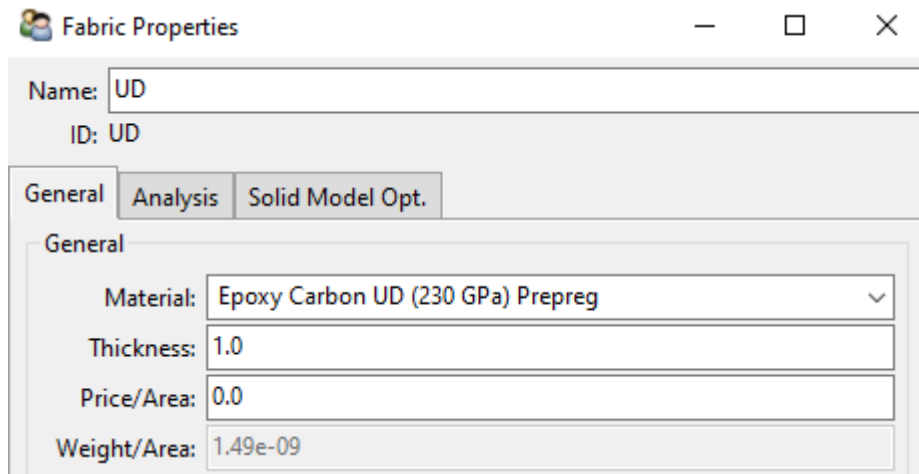 Fabric Properties
Name: UD
ID: UD
General Analysis Solid Model Opt.
General
Material: Epoxy Carbon UD (230 GPa) Prepreg
Thickness: 1.0
Price/Area: 0.0
Weight/Area: 1.49e-09